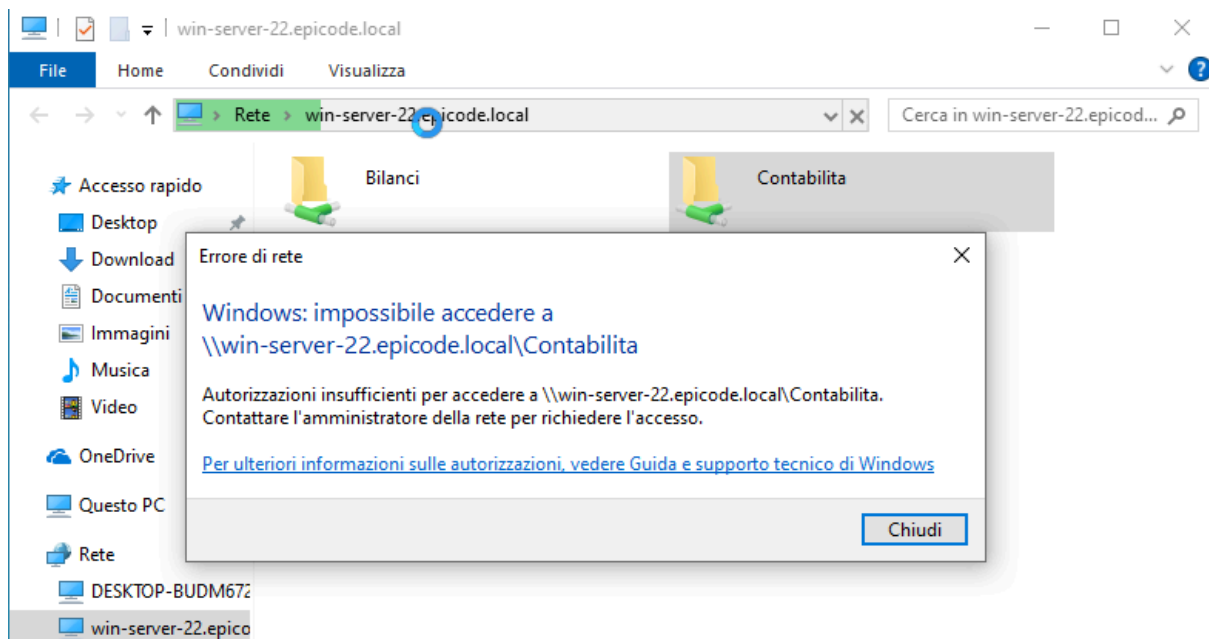 win-server-22.epicode.local
File Home Condividi Visualizza
Rete win-server-22.epicode.local
Cerca in win-server-22.epicod...
Accesso rapido
Desktop
Download
Documenti
Immagini
Musica
Video
OneDrive
Questo PC
Rete
DESKTOP-BUDM672
win-server-22.epico
Bilanci
Contabilita
Errore di rete
Windows: impossibile accedere a
\\win-server-22.epicode.local\Contabilita
Autorizzazioni insufficienti per accedere a \\win-server-22.epicode.local\Contabilita.
Contattare l'amministratore della rete per richiedere l'accesso.
Per ulteriori informazioni sulle autorizzazioni, vedere Guida e supporto tecnico di Windows
Chiudi